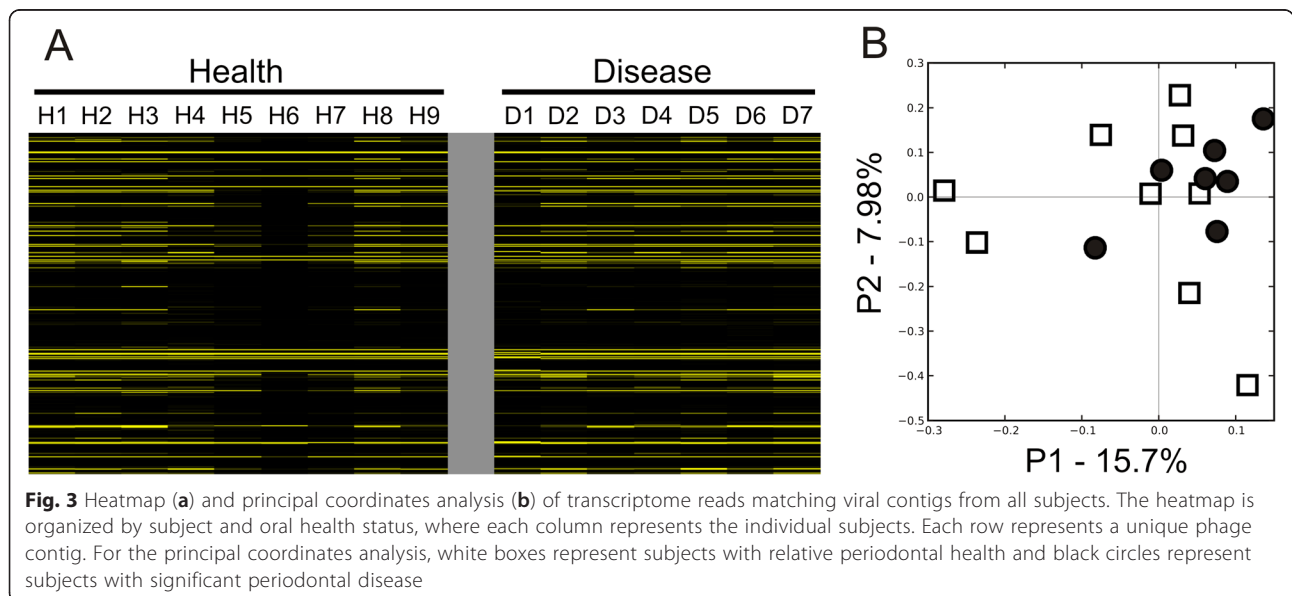 A
Health
Disease
H1 H2 H3 H4 H5 H6 H7 H8 H9
D1 D2 D3 D4 D5 D6 D7
B
P2 - 7.98%
0.3
0.2
0.1
0.0
−0.1
−0.2
−0.3
−0.4
−0.5
−0.3 −0.2 −0.1 0.0 0.1
P1 - 15.7%
Fig. 3 Heatmap (a) and principal coordinates analysis (b) of transcriptome reads matching viral contigs from all subjects. The heatmap is
organized by subject and oral health status, where each column represents the individual subjects. Each row represents a unique phage
contig. For the principal coordinates analysis, white boxes represent subjects with relative periodontal health and black circles represent
subjects with significant periodontal disease